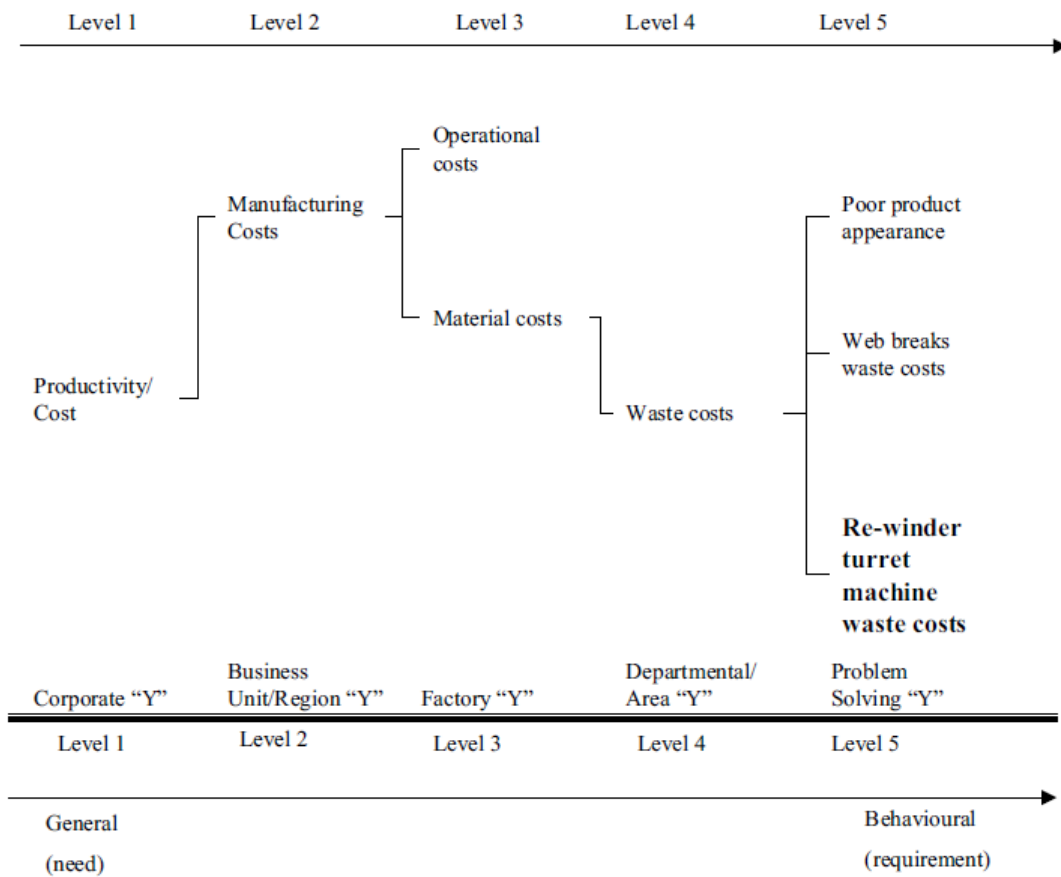 Level 1 Level 2 Level 3 Level 4 Level 5
Operational
costs
Manufacturing
Costs
Poor product
appearance
Material costs
Web breaks
waste costs
Productivity/
Cost
Waste costs
Re-winder
turret
machine
waste costs
Corporate “Y”
Business
Unit/Region “Y”
Factory “Y”
Departmental/
Area “Y”
Problem
Solving “Y”
Level 1 Level 2 Level 3 Level 4 Level 5
General
(need)
Behavioural
(requirement)